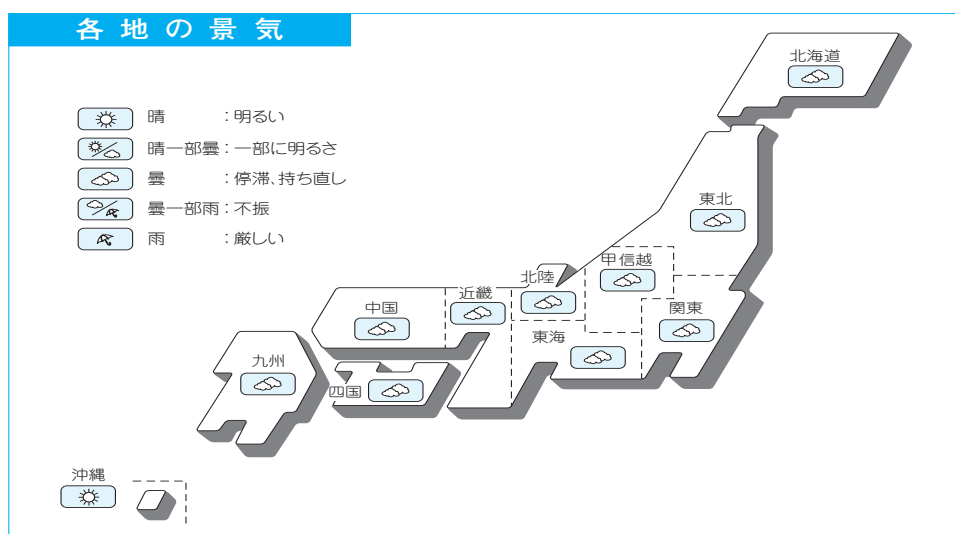 各地の景気
晴 ：明るい
晴一部曇：一部に明るさ
曇 ：停滞、持ち直し
曇一部雨：不振
雨 ：厳しい
北海道
東北
甲信越
北陸
近畿
中国
関東
東海
九州
四国
沖縄